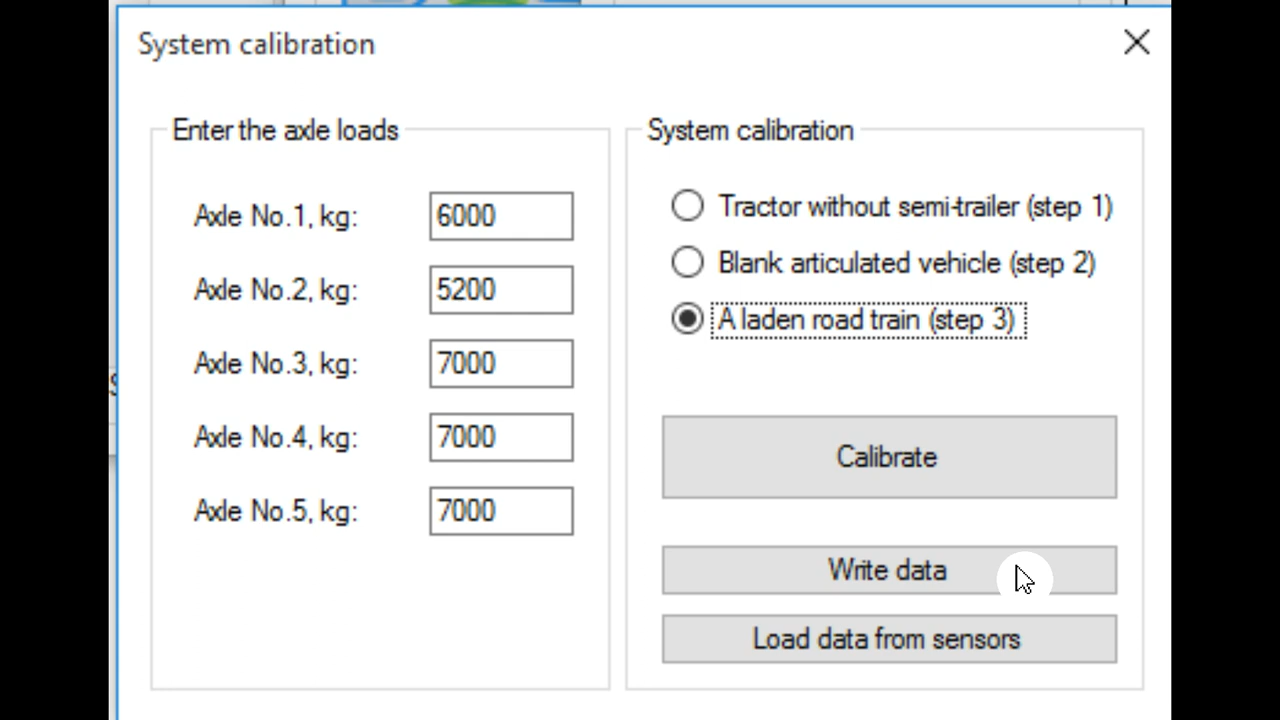 System calibration
Enter the axle loads
Axle No.1, kg: 6000
Axle No.2, kg: 5200
Axle No.3, kg: 7000
Axle No.4, kg: 7000
Axle No.5, kg: 7000
System calibration
Tractor without semi-trailer (step 1)
Blank articulated vehicle (step 2)
A laden road train (step 3)
Calibrate
Write data
Load data from sensors